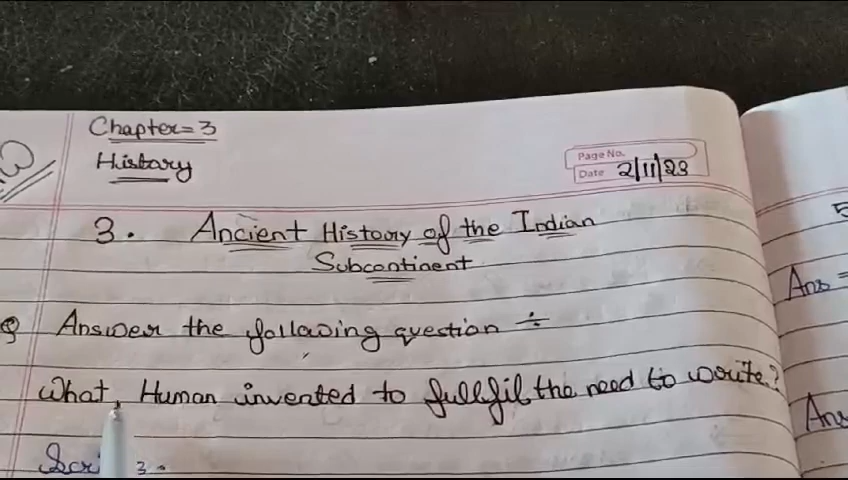 Chapter=3
History
Page No.
Date 2/11/23
3. Ancient History of the Indian
Subcontinent
Q Answer the following question ÷
What, Human invented to fullfil the need to write?
Ans =
Ans